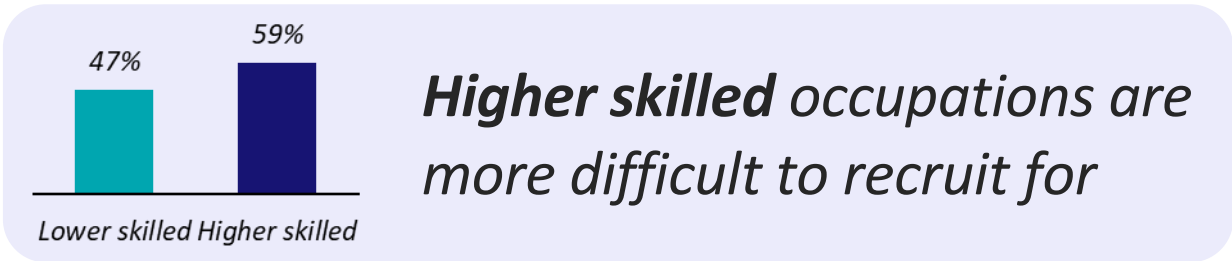 59%
47%
Lower skilled Higher skilled
Higher skilled occupations are
more difficult to recruit for